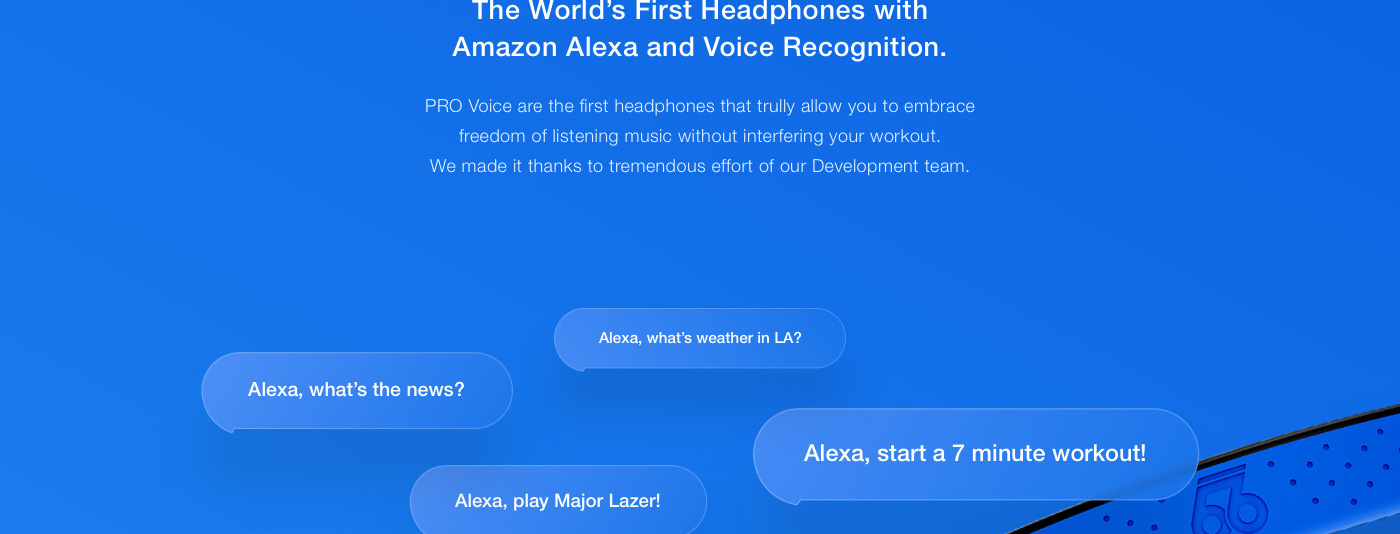 The World’s First Headphones with
Amazon Alexa and Voice Recognition.
PRO Voice are the first headphones that trully allow you to embrace
freedom of listening music without interfering your workout.
We made it thanks to tremendous effort of our Development team.
Alexa, what’s weather in LA?
Alexa, what’s the news?
Alexa, start a 7 minute workout!
Alexa, play Major Lazer!